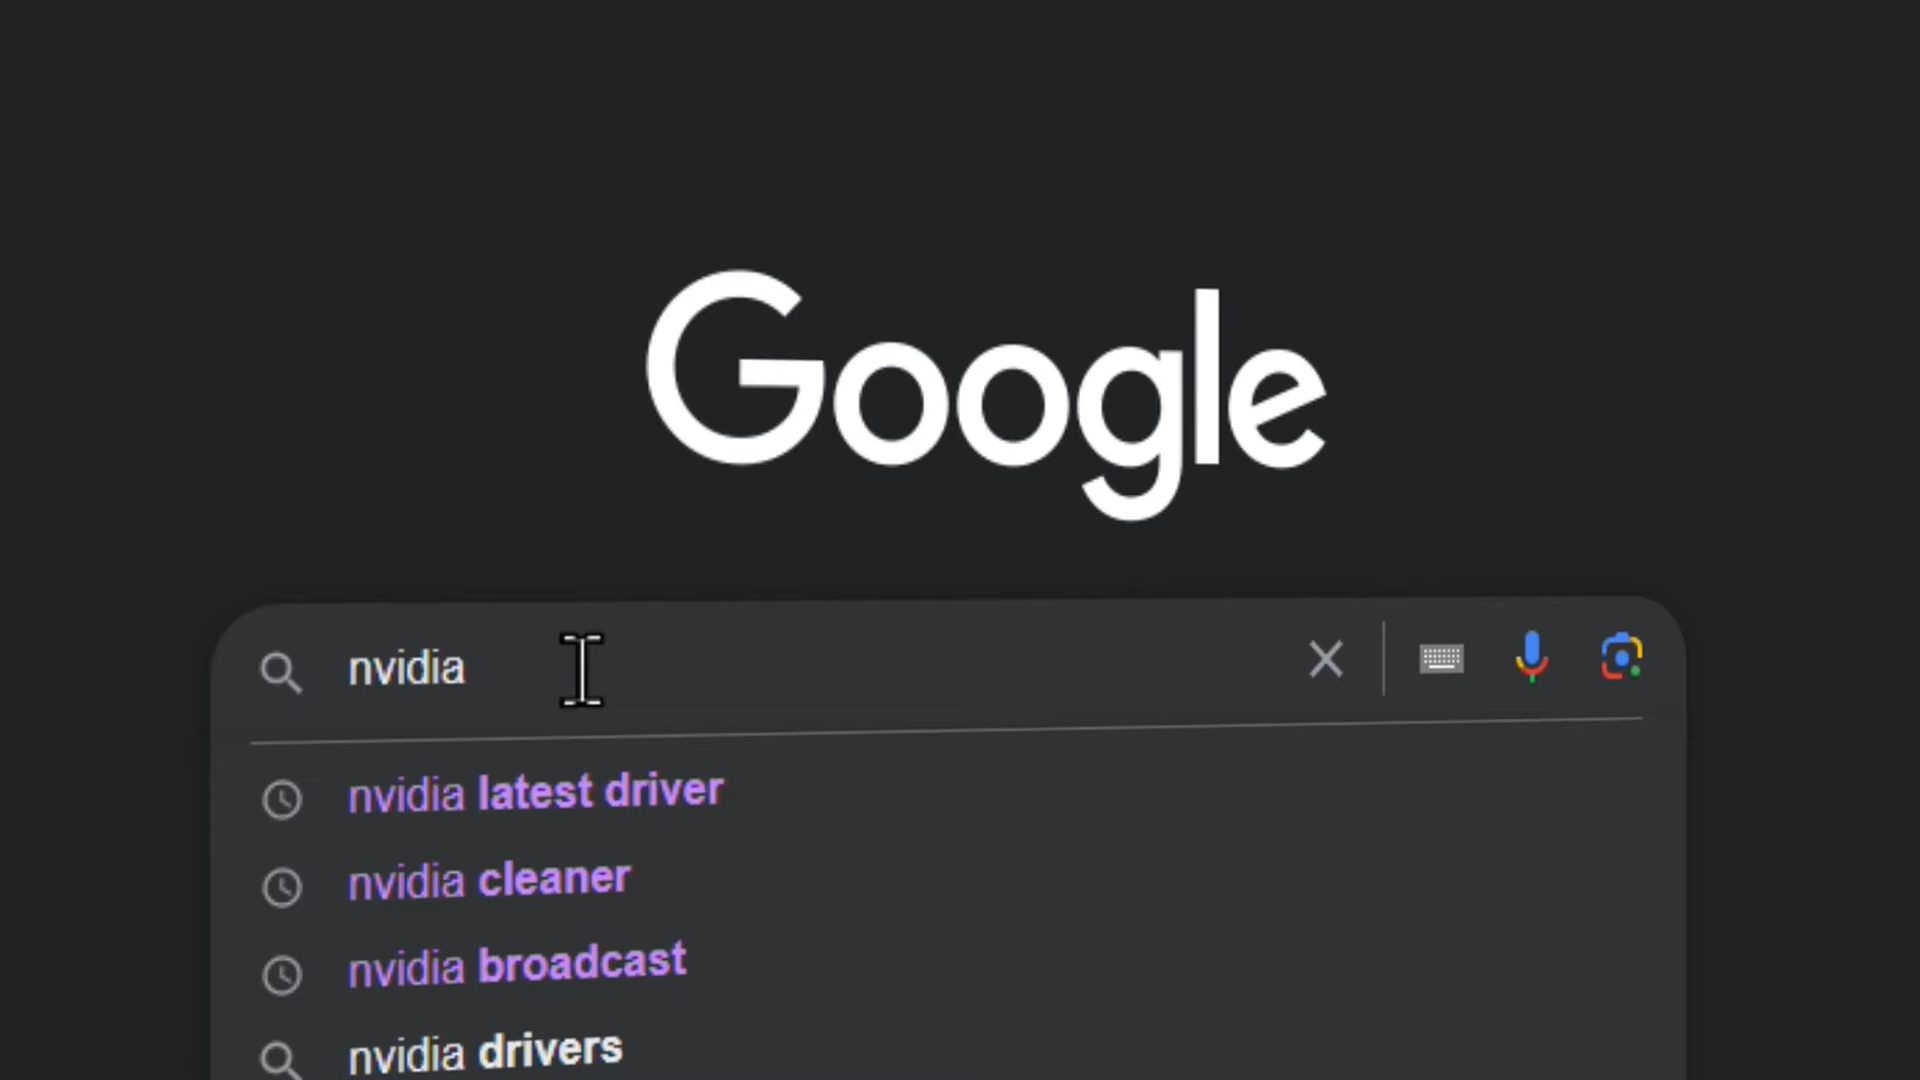 Google
nvidia
nvidia latest driver
nvidia cleaner
nvidia broadcast
nvidia drivers